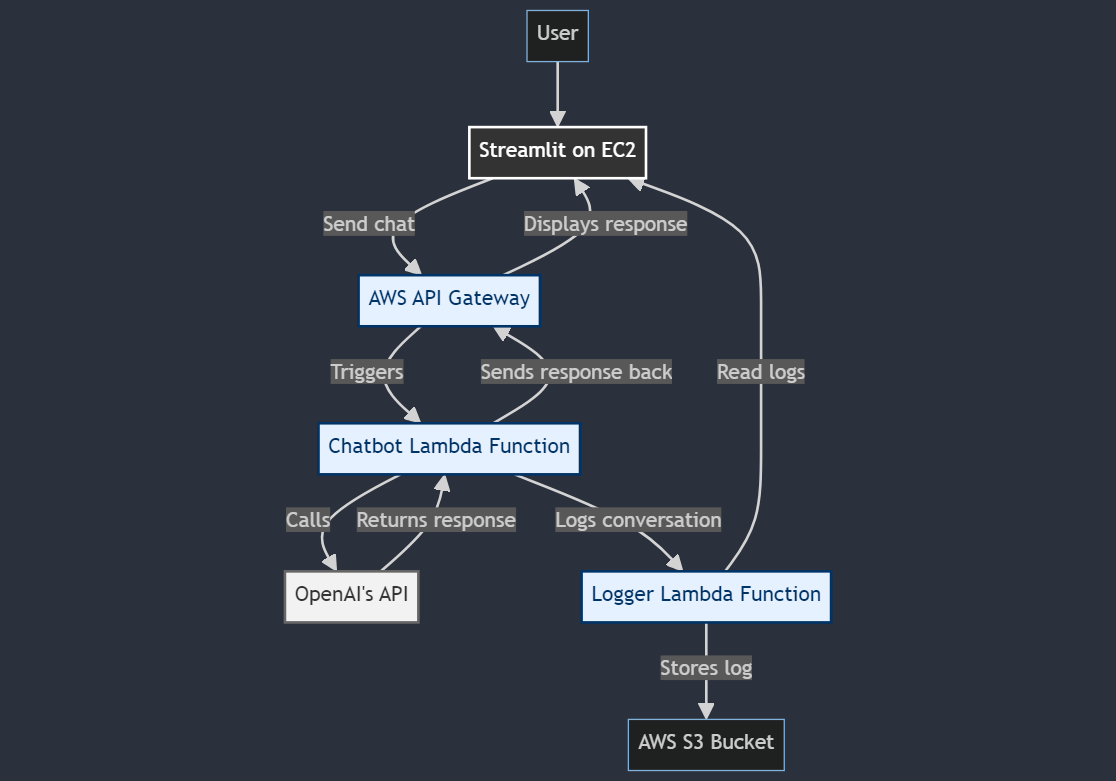 User
Streamlit on EC2
Send chat
Displays response
AWS API Gateway
Triggers
Sends response back
Read logs
Chatbot Lambda Function
Calls
Returns response
Logs conversation
OpenAI's API
Logger Lambda Function
Stores log
AWS S3 Bucket